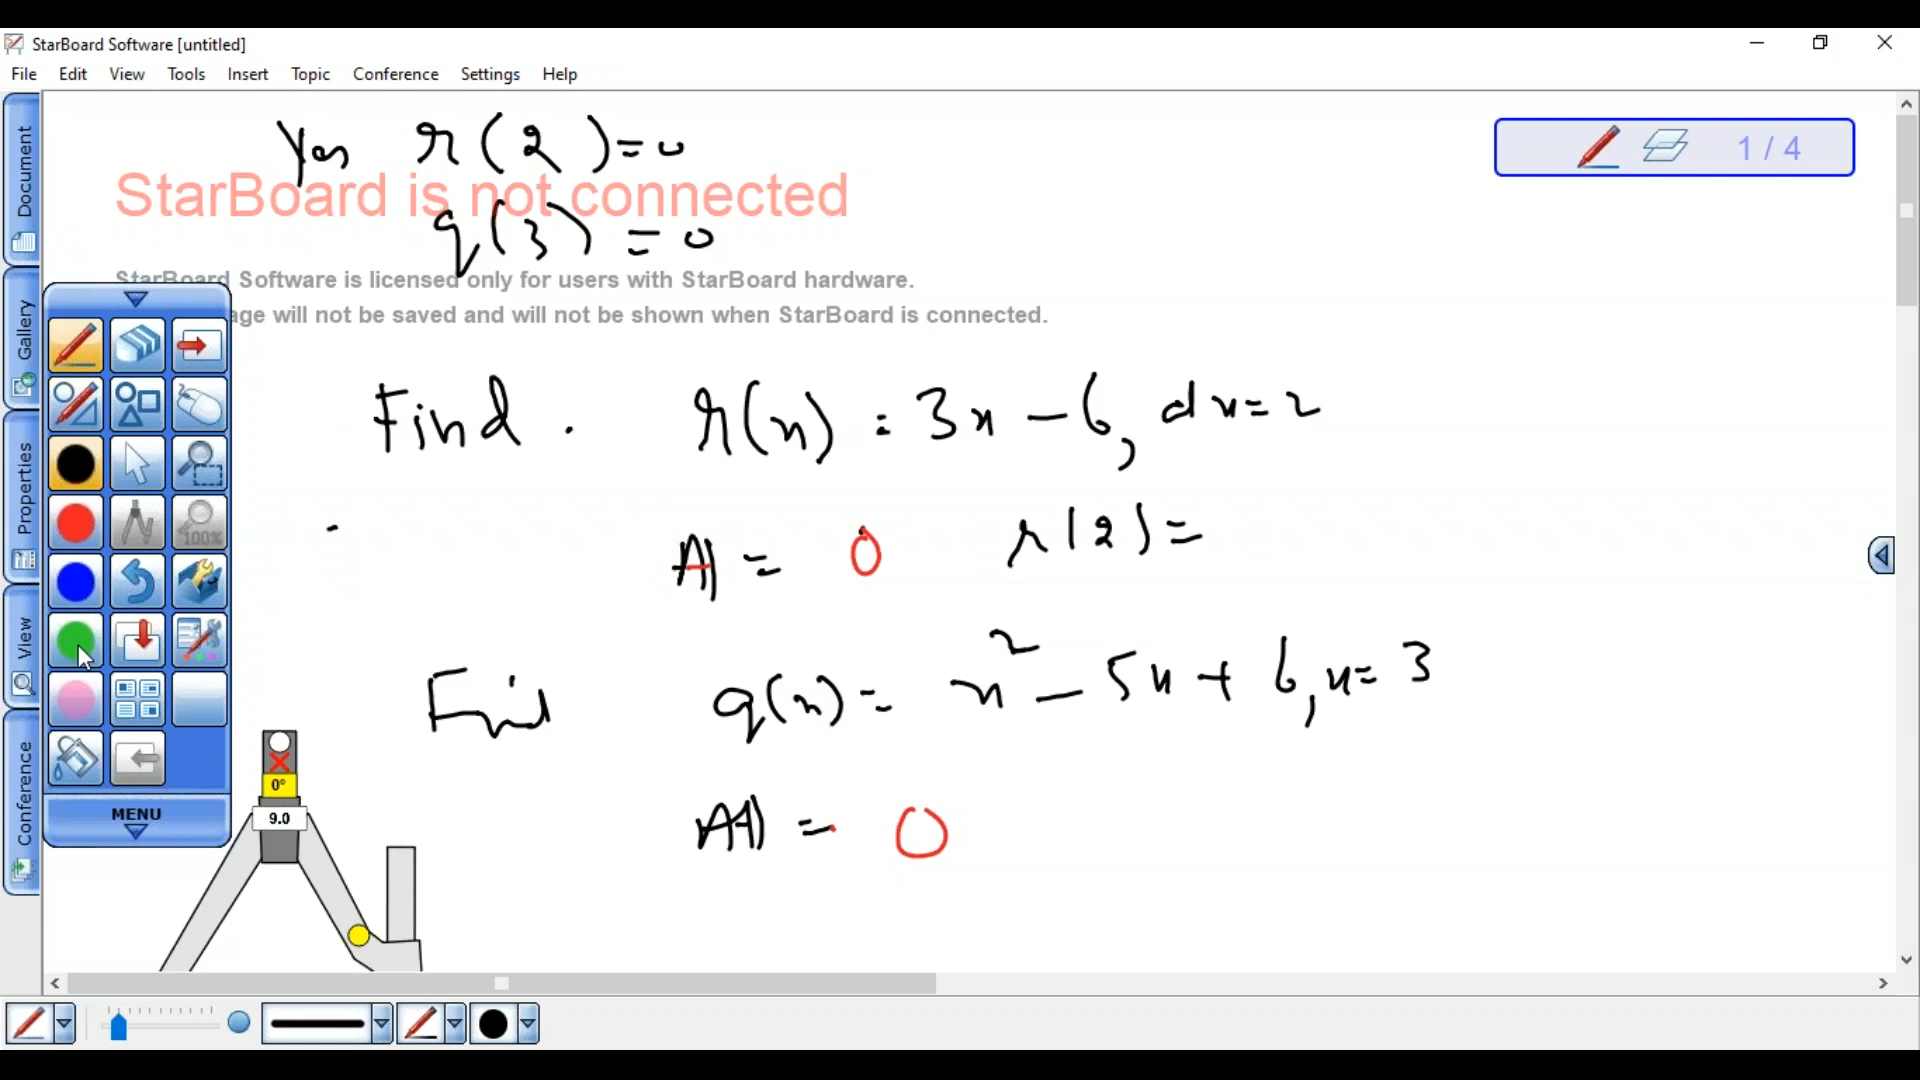 StarBoard Software [untitled]
File Edit View Tools Insert Topic Conference Settings Help
Document
Gallery
Properties
View
Conference
1 / 4
Yes r(2)=0
StarBoard is not connected
q(3) = 0
StarBoard Software is licensed only for users with StarBoard hardware.
age will not be saved and will not be shown when StarBoard is connected.
Find . r(x) = 3x - 6, at x=2
A) = 0 r(2)=
Find q(x) = x² - 5x + 6, x = 3
A) = 0
100%
MENU
0°
9.0